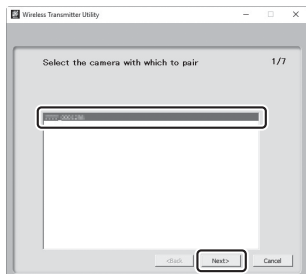 Wireless Transmitter Utility
Select the camera with which to pair 1/7
<Back Next> Cancel